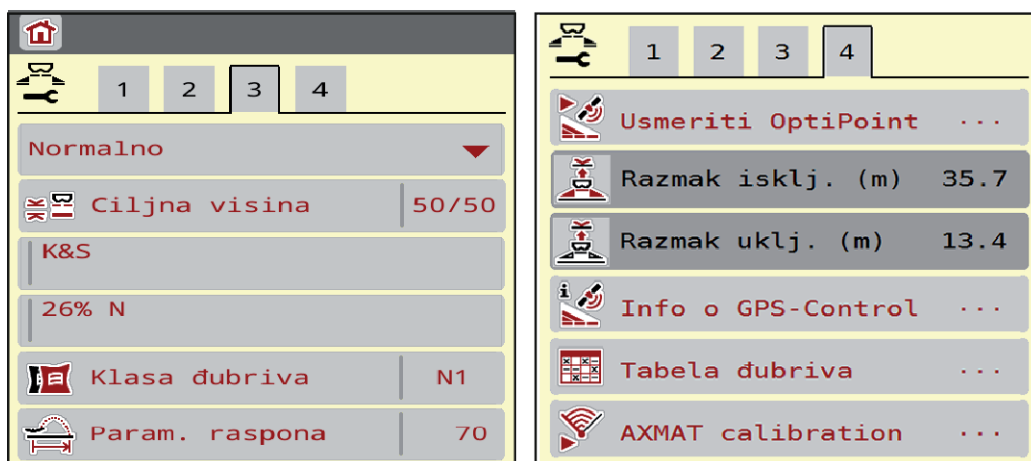 1 2 3 4
Normalno
Ciljna visina 50/50
K&S
26% N
Klasa đubriva N1
Param. raspona 70
1 2 3 4
Usmeriti OptiPoint ...
Razmak isklj. (m) 35.7
Razmak uklj. (m) 13.4
i
Info o GPS-Control ...
Tabela đubriva ...
AXMAT calibration ...